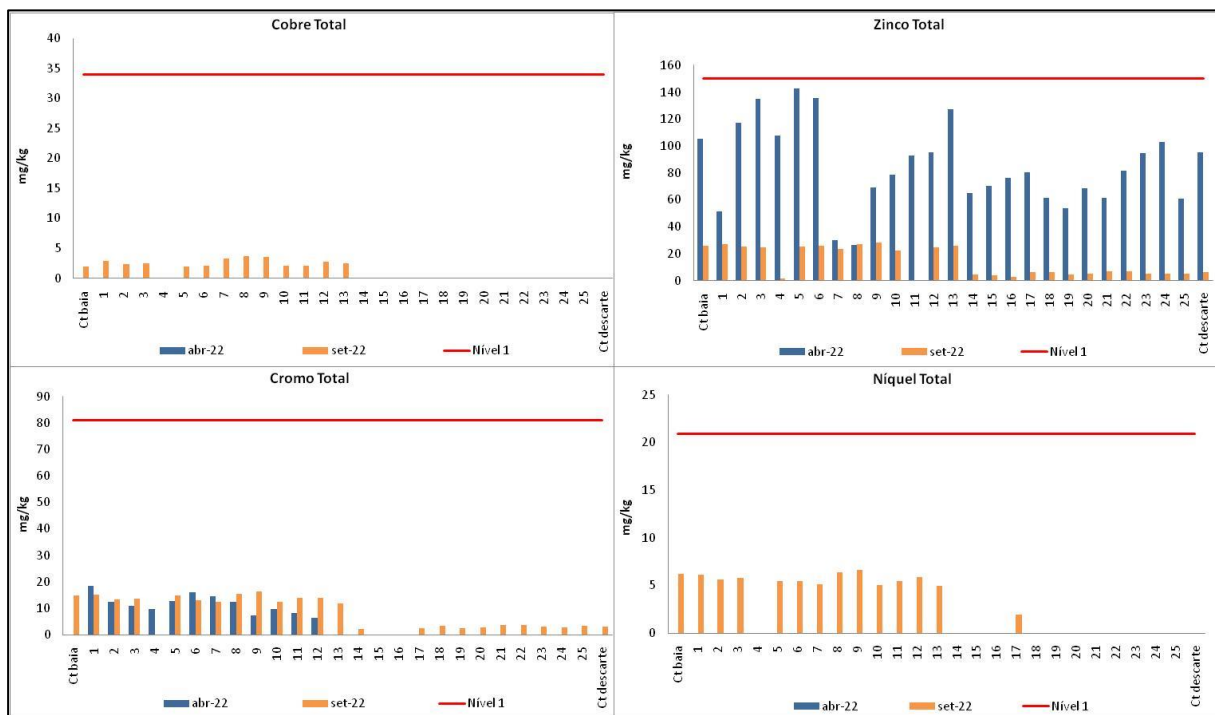 Cobre Total
40
35
30
25
20
15
10
5
0
mg/kg
Ct baia 1 2 3 4 5 6 7 8 9 10 11 12 13 14 15 16 17 18 19 20 21 22 23 24 25 Ct descarte
abr-22 set-22 Nível 1
Zinco Total
160
140
120
100
80
60
40
20
0
mg/kg
Ct baia 1 2 3 4 5 6 7 8 9 10 11 12 13 14 15 16 17 18 19 20 21 22 23 24 25 Ct descarte
abr-22 set-22 Nível 1
Cromo Total
90
80
70
60
50
40
30
20
10
0
mg/kg
Ct baia 1 2 3 4 5 6 7 8 9 10 11 12 13 14 15 16 17 18 19 20 21 22 23 24 25 Ct descarte
abr-22 set-22 Nível 1
Níquel Total
25
20
15
10
5
0
mg/kg
Ct baia 1 2 3 4 5 6 7 8 9 10 11 12 13 14 15 16 17 18 19 20 21 22 23 24 25 Ct descarte
abr-22 set-22 Nível 1